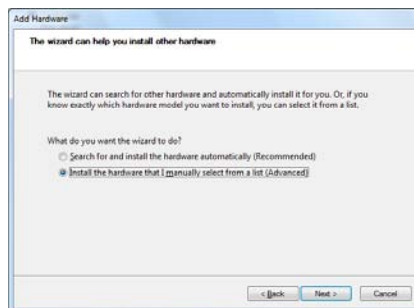 Add Hardware
The wizard can help you install other hardware
The wizard can search for other hardware and automatically install it for you. Or, if you
know exactly which hardware model you want to install, you can select it from a list.
What do you want the wizard to do?
Search for and install the hardware automatically (Recommended)
Install the hardware that I manually select from a list (Advanced)
< Back Next > Cancel